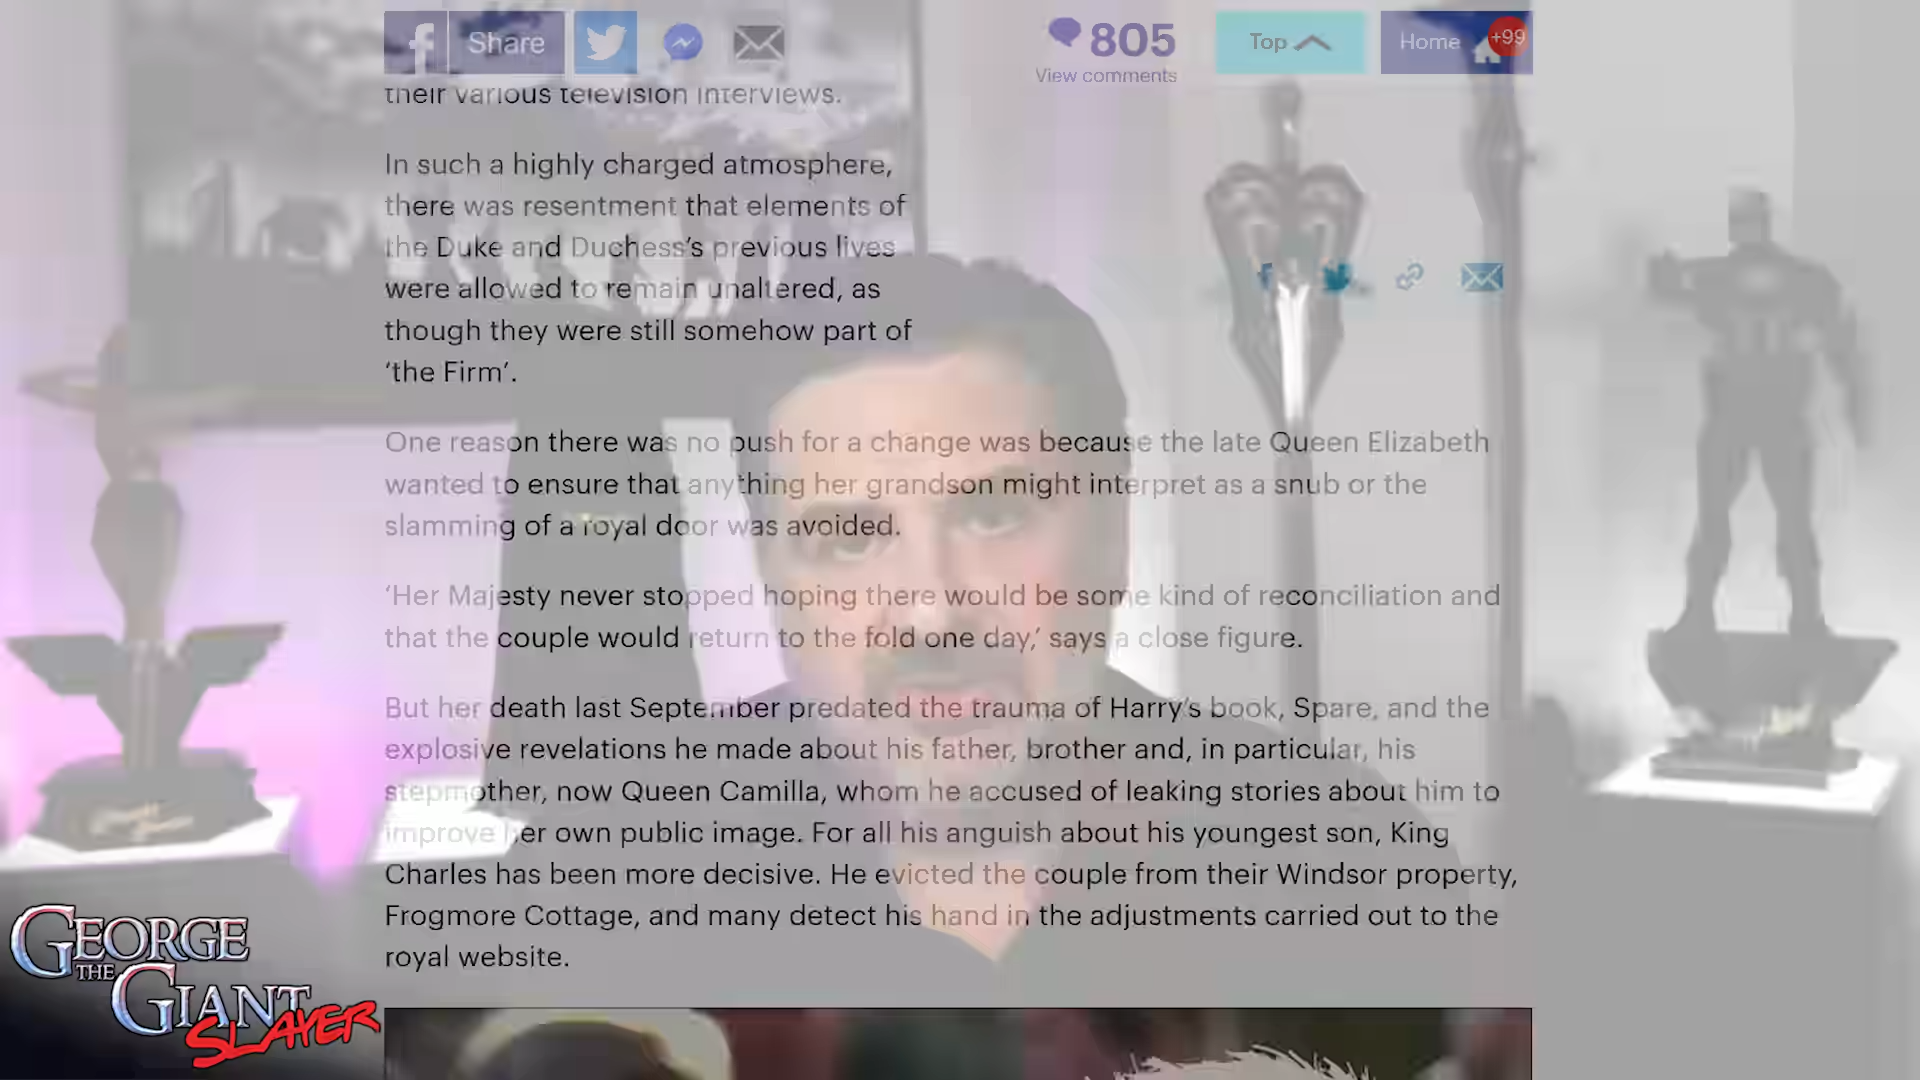 Share
805
View comments
Top
Home
+99
their various television interviews.
In such a highly charged atmosphere,
there was resentment that elements of
the Duke and Duchess's previous lives
were allowed to remain unaltered, as
though they were still somehow part of
‘the Firm’.
One reason there was no push for a change was because the late Queen Elizabeth
wanted to ensure that anything her grandson might interpret as a snub or the
slamming of a royal door was avoided.
‘Her Majesty never stopped hoping there would be some kind of reconciliation and
that the couple would return to the fold one day,’ says a close figure.
But her death last September predated the trauma of Harry’s book, Spare, and the
explosive revelations he made about his father, brother and, in particular, his
stepmother, now Queen Camilla, whom he accused of leaking stories about him to
improve her own public image. For all his anguish about his youngest son, King
Charles has been more decisive. He evicted the couple from their Windsor property,
Frogmore Cottage, and many detect his hand in the adjustments carried out to the
royal website.
GEORGE
THE
GIANT
SLAYER